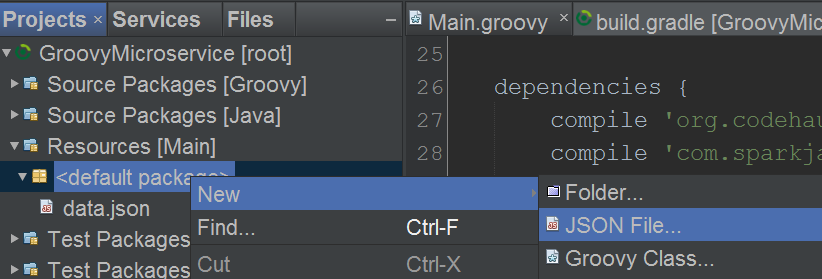 Projects × Services Files –
GroovyMicroservice [root]
Source Packages [Groovy]
Source Packages [Java]
Resources [Main]
<default package>
data.json
Test Packages
Test Packages
New
Find... Ctrl-F
Cut Ctrl-X
Folder...
JSON File...
Groovy Class...
Main.groovy × build.gradle [GroovyMic
25
26 dependencies {
27 compile 'org.codehau
28 compile 'com.sparkja